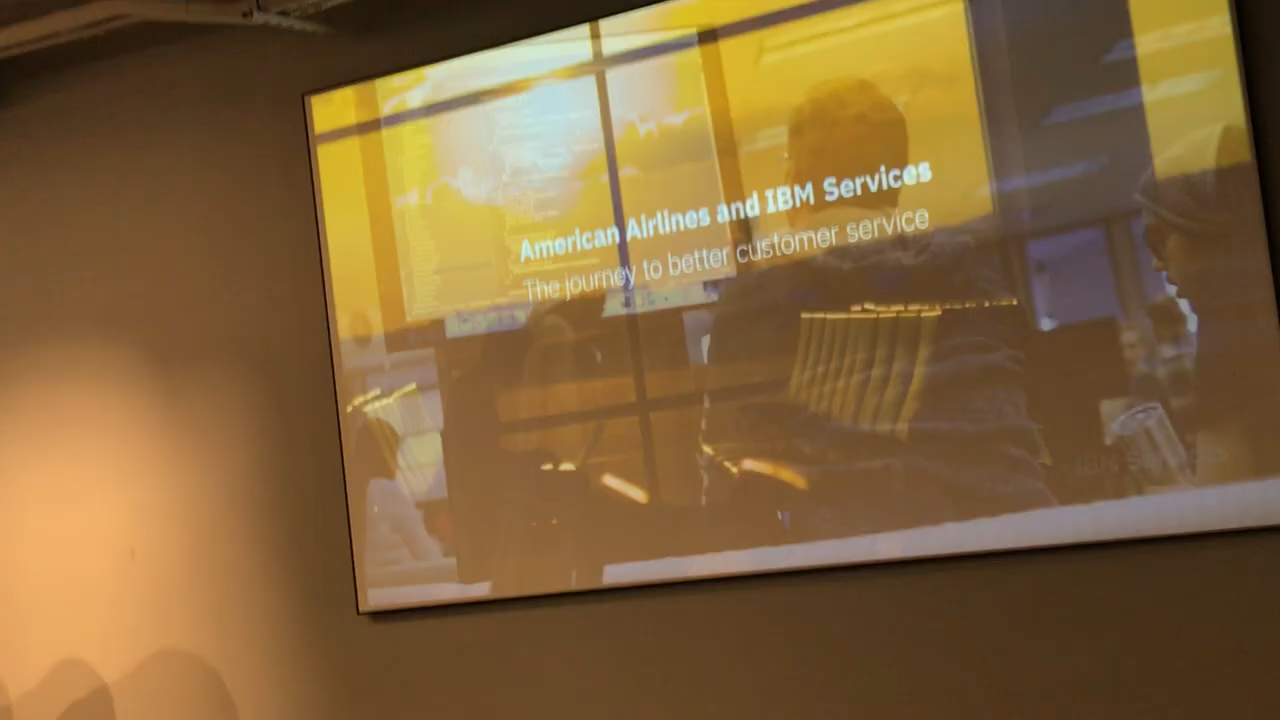 American Airlines and IBM Services
The journey to better customer service